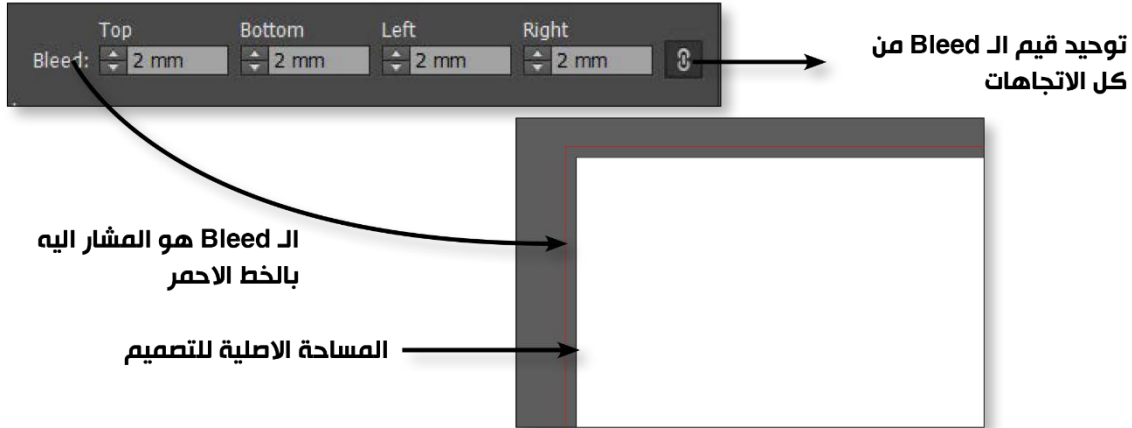 Top Bottom Left Right
Bleed: 2 mm 2 mm 2 mm 2 mm
توحيد قيم الـ Bleed من
كل الاتجاهات
الـ Bleed هو المشار اليه
بالخط الاحمر
المساحة الاصلية للتصميم